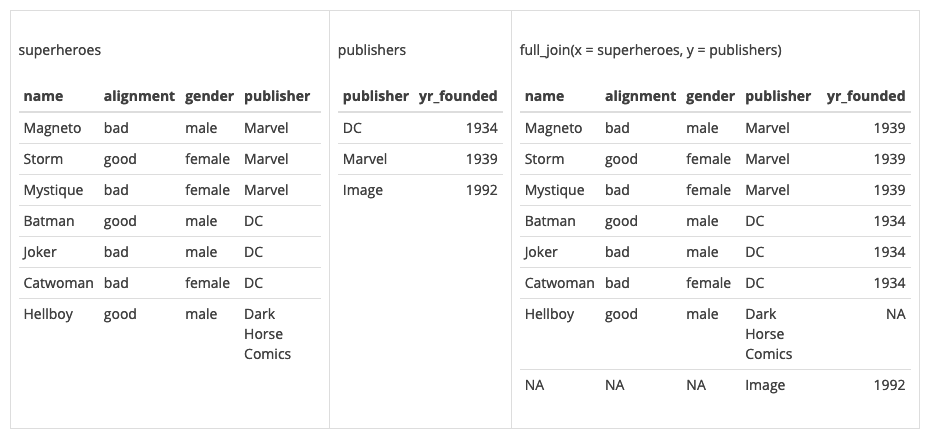 superheroes
name alignment gender publisher
Magneto bad male Marvel
Storm good female Marvel
Mystique bad female Marvel
Batman good male DC
Joker bad male DC
Catwoman bad female DC
Hellboy good male Dark
Horse
Comics
publishers
publisher yr_founded
DC 1934
Marvel 1939
Image 1992
full_join(x = superheroes, y = publishers)
name alignment gender publisher yr_founded
Magneto bad male Marvel 1939
Storm good female Marvel 1939
Mystique bad female Marvel 1939
Batman good male DC 1934
Joker bad male DC 1934
Catwoman bad female DC 1934
Hellboy good male Dark NA
Horse
Comics
NA NA NA Image 1992